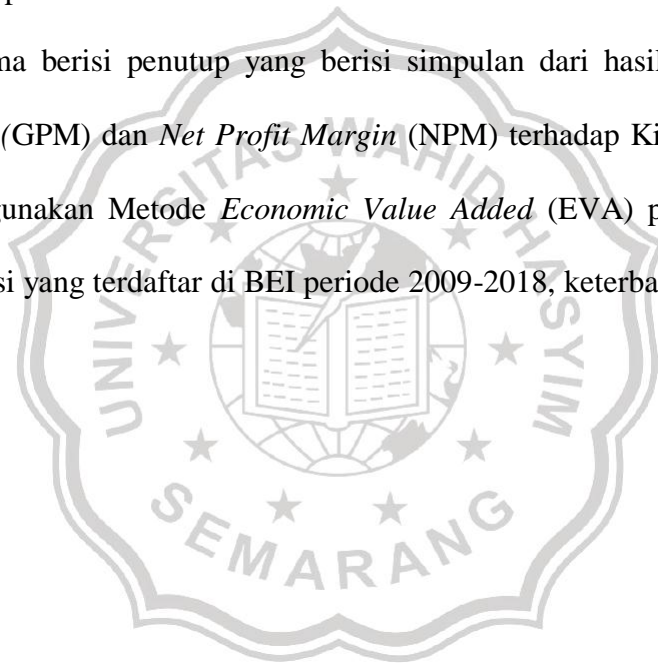 ma berisi penutup yang berisi simpulan dari hasil
(GPM) dan Net Profit Margin (NPM) terhadap Ki
gunakan Metode Economic Value Added (EVA) p
si yang terdaftar di BEI periode 2009-2018, keterba
UNIVERSITAS WAHID HASYIM
SEMARANG